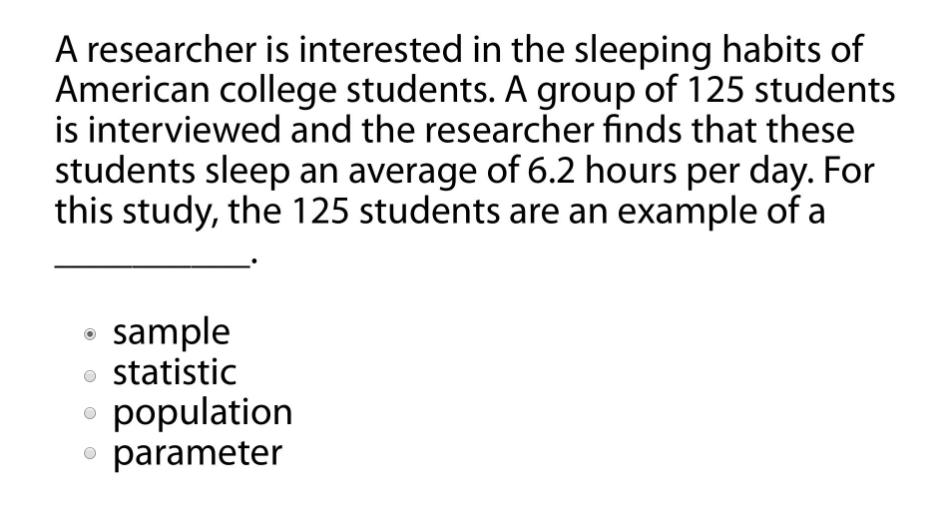 A researcher is interested in the sleeping habits of
American college students. A group of 125 students
is interviewed and the researcher finds that these
students sleep an average of 6.2 hours per day. For
this study, the 125 students are an example of a
__________.
sample
statistic
population
parameter